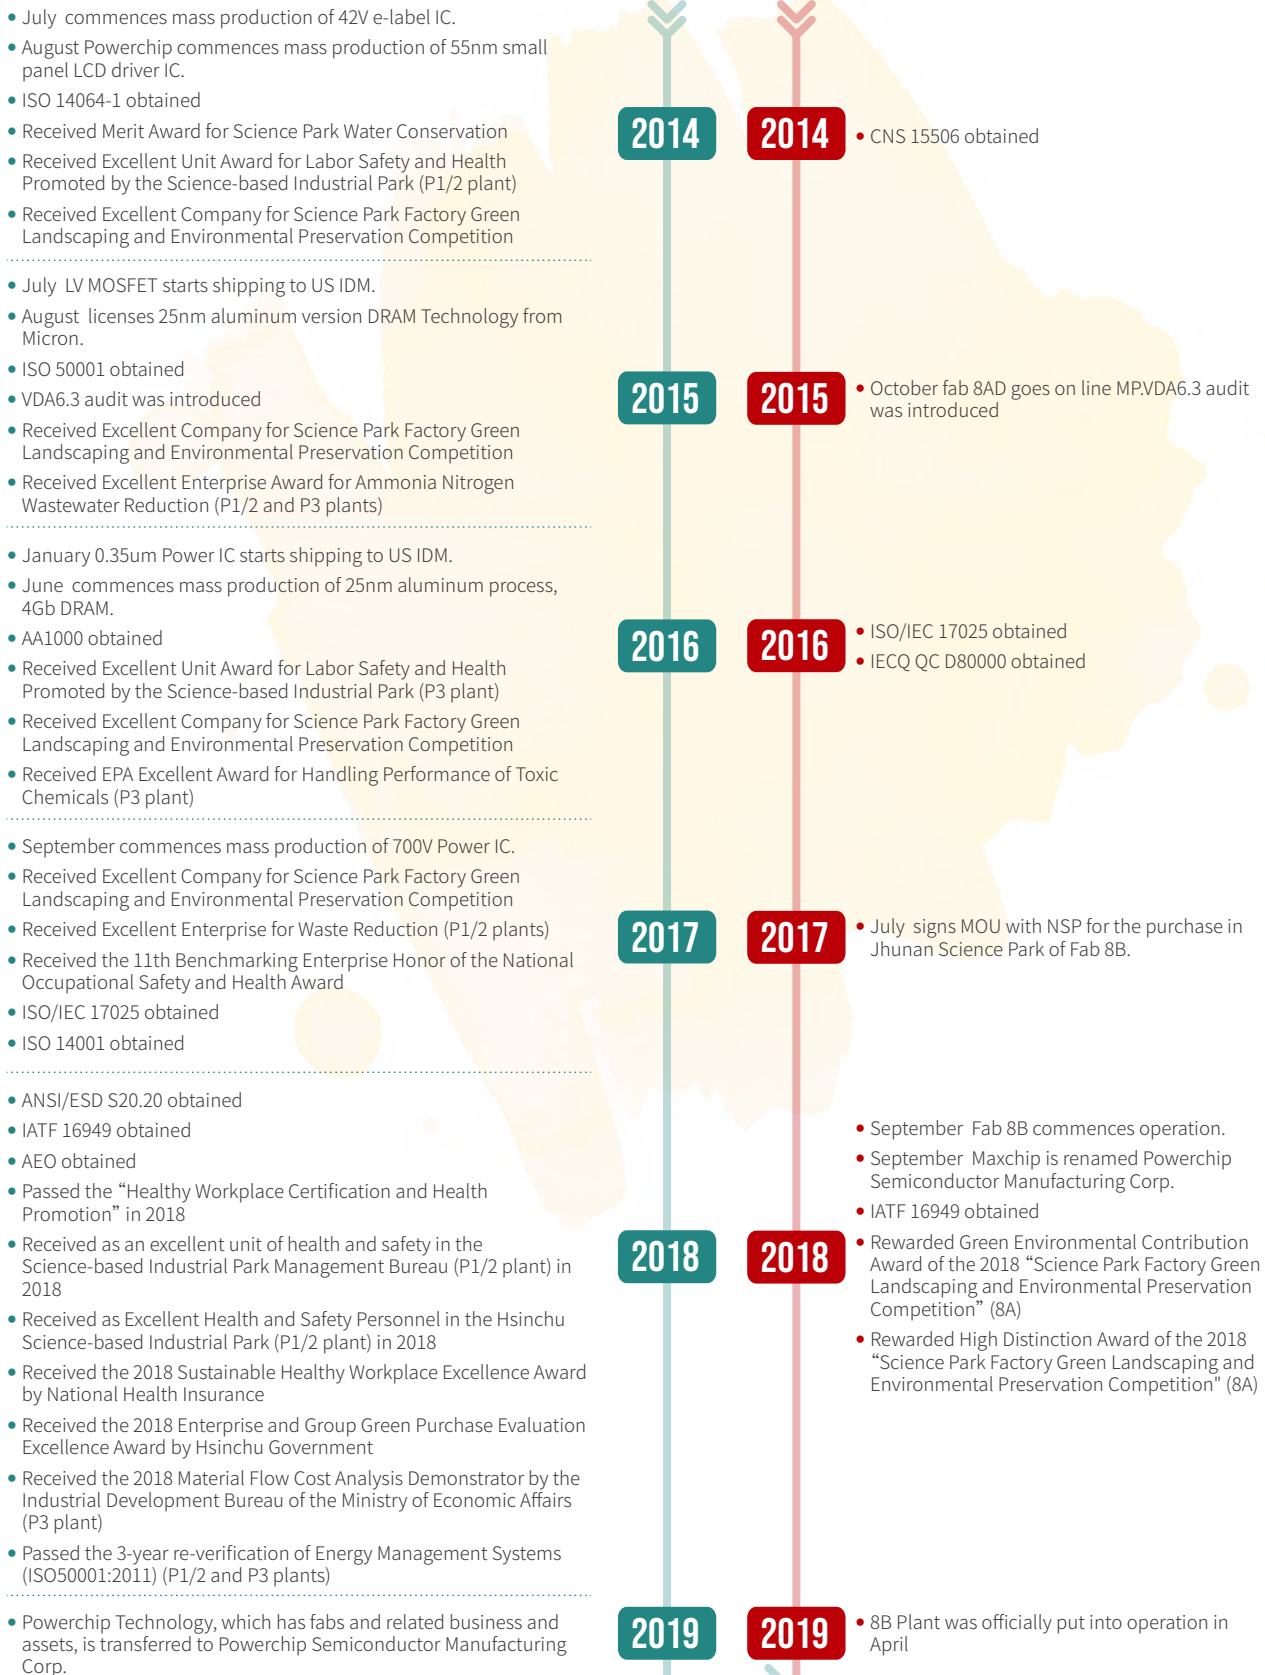 • July commences mass production of 42V e-label IC.
• August Powerchip commences mass production of 55nm small
panel LCD driver IC.
• ISO 14064-1 obtained
• Received Merit Award for Science Park Water Conservation
• Received Excellent Unit Award for Labor Safety and Health
Promoted by the Science-based Industrial Park (P1/2 plant)
• Received Excellent Company for Science Park Factory Green
Landscaping and Environmental Preservation Competition
2014
2014
• CNS 15506 obtained
• July LV MOSFET starts shipping to US IDM.
• August licenses 25nm aluminum version DRAM Technology from
Micron.
• ISO 50001 obtained
• VDA6.3 audit was introduced
• Received Excellent Company for Science Park Factory Green
Landscaping and Environmental Preservation Competition
• Received Excellent Enterprise Award for Ammonia Nitrogen
Wastewater Reduction (P1/2 and P3 plants)
2015
2015
• October fab 8AD goes on line MP.VDA6.3 audit
was introduced
• January 0.35um Power IC starts shipping to US IDM.
• June commences mass production of 25nm aluminum process,
4Gb DRAM.
• AA1000 obtained
• Received Excellent Unit Award for Labor Safety and Health
Promoted by the Science-based Industrial Park (P3 plant)
• Received Excellent Company for Science Park Factory Green
Landscaping and Environmental Preservation Competition
• Received EPA Excellent Award for Handling Performance of Toxic
Chemicals (P3 plant)
2016
2016
• ISO/IEC 17025 obtained
• IECQ QC D80000 obtained
• September commences mass production of 700V Power IC.
• Received Excellent Company for Science Park Factory Green
Landscaping and Environmental Preservation Competition
• Received Excellent Enterprise for Waste Reduction (P1/2 plants)
• Received the 11th Benchmarking Enterprise Honor of the National
Occupational Safety and Health Award
• ISO/IEC 17025 obtained
• ISO 14001 obtained
2017
2017
• July signs MOU with NSP for the purchase in
Jhunan Science Park of Fab 8B.
• ANSI/ESD S20.20 obtained
• IATF 16949 obtained
• AEO obtained
• Passed the “Healthy Workplace Certification and Health
Promotion” in 2018
• Received as an excellent unit of health and safety in the
Science-based Industrial Park Management Bureau (P1/2 plant) in
2018
• Received as Excellent Health and Safety Personnel in the Hsinchu
Science-based Industrial Park (P1/2 plant) in 2018
• Received the 2018 Sustainable Healthy Workplace Excellence Award
by National Health Insurance
• Received the 2018 Enterprise and Group Green Purchase Evaluation
Excellence Award by Hsinchu Government
• Received the 2018 Material Flow Cost Analysis Demonstrator by the
Industrial Development Bureau of the Ministry of Economic Affairs
(P3 plant)
• Passed the 3-year re-verification of Energy Management Systems
(ISO50001:2011) (P1/2 and P3 plants)
2018
2018
• September Fab 8B commences operation.
• September Maxchip is renamed Powerchip
Semiconductor Manufacturing Corp.
• IATF 16949 obtained
• Rewarded Green Environmental Contribution
Award of the 2018 “Science Park Factory Green
Landscaping and Environmental Preservation
Competition” (8A)
• Rewarded High Distinction Award of the 2018
“Science Park Factory Green Landscaping and
Environmental Preservation Competition" (8A)
• Powerchip Technology, which has fabs and related business and
assets, is transferred to Powerchip Semiconductor Manufacturing
Corp.
2019
2019
• 8B Plant was officially put into operation in
April